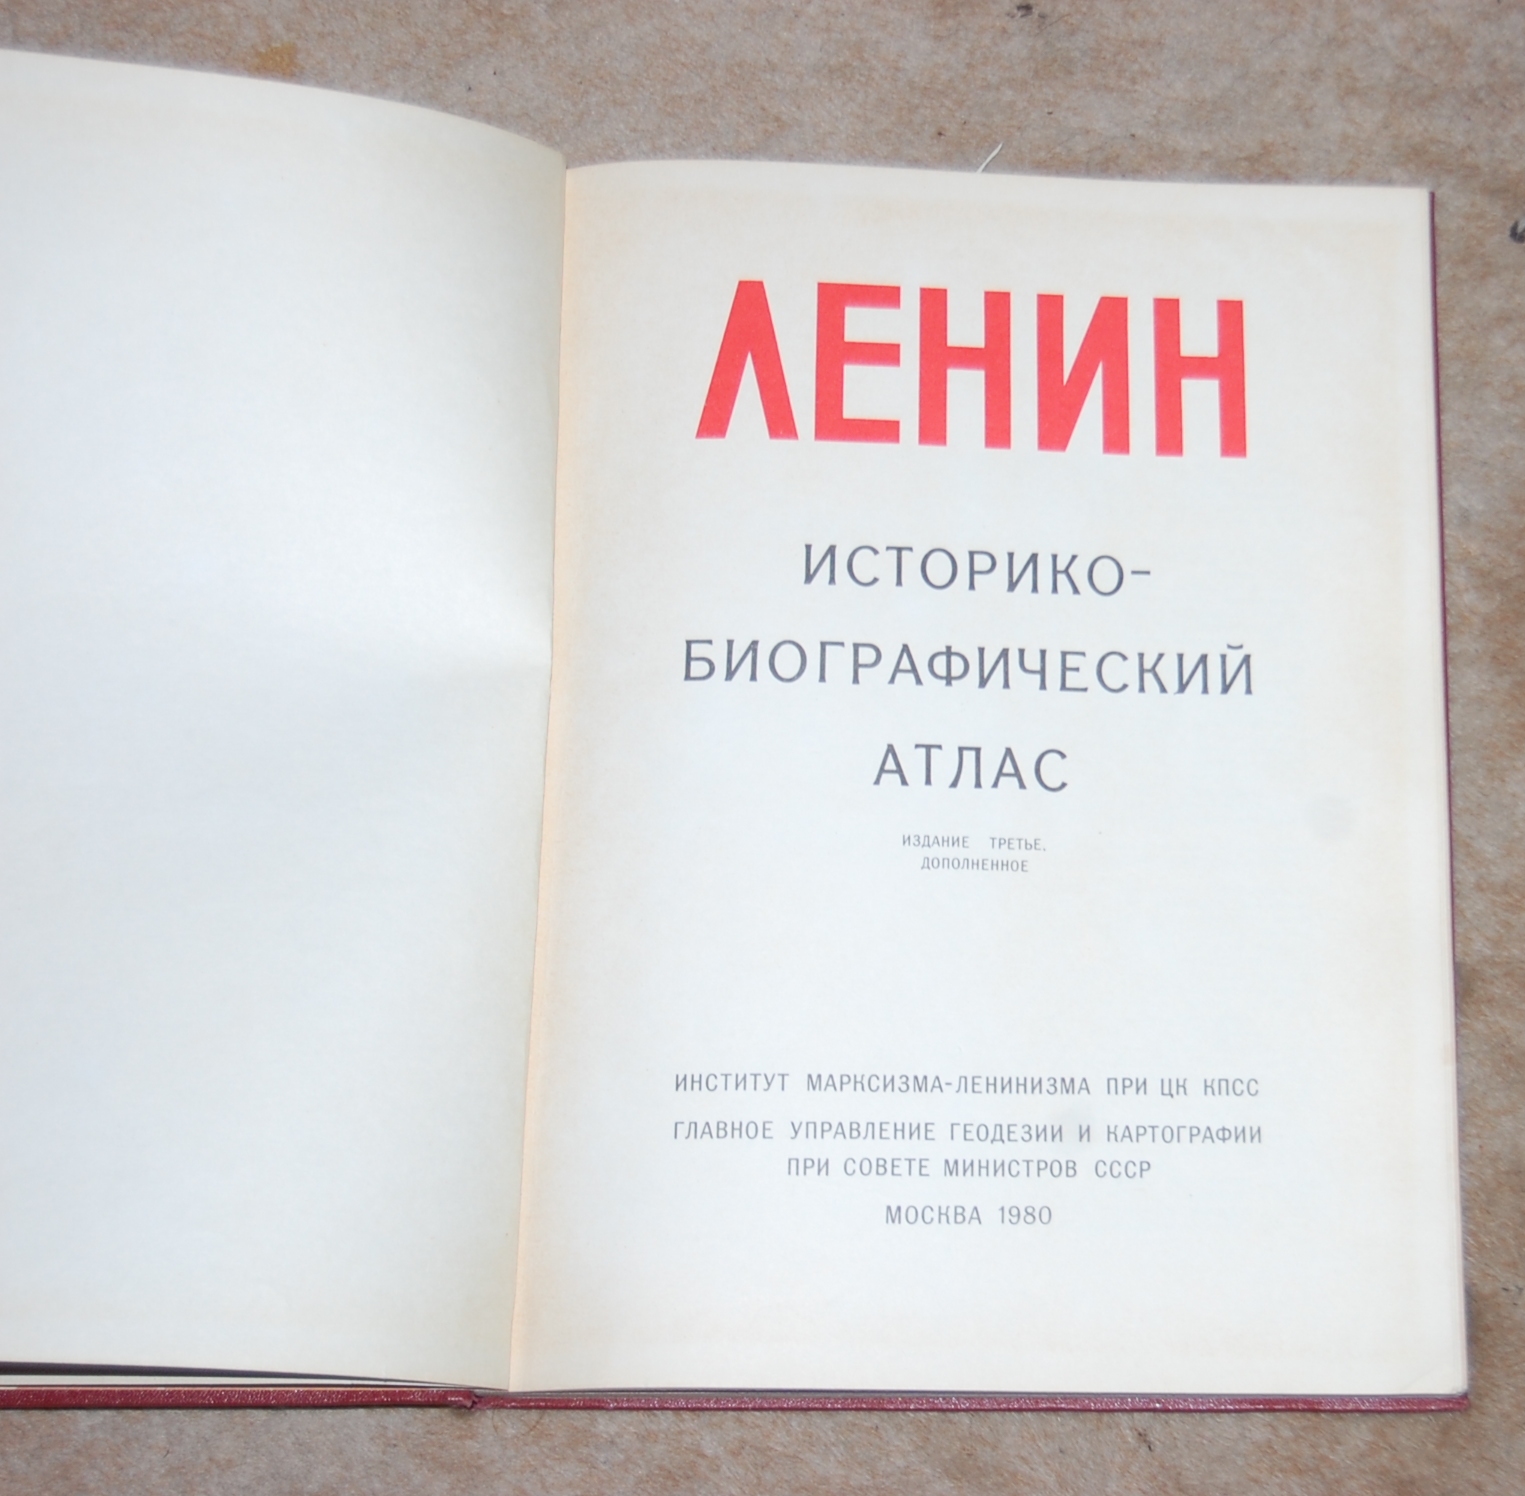 ЛЕНИН
ИСТОРИКО-
БИОГРАФИЧЕСКИЙ
АТЛАС
ИЗДАНИЕ ТРЕТЬЕ.
ДОПОЛНЕННОЕ
ИНСТИТУТ МАРКСИЗМА-ЛЕНИНИЗМА ПРИ ЦК КПСС
ГЛАВНОЕ УПРАВЛЕНИЕ ГЕОДЕЗИИ И КАРТОГРАФИИ
ПРИ СОВЕТЕ МИНИСТРОВ СССР
МОСКВА 1980